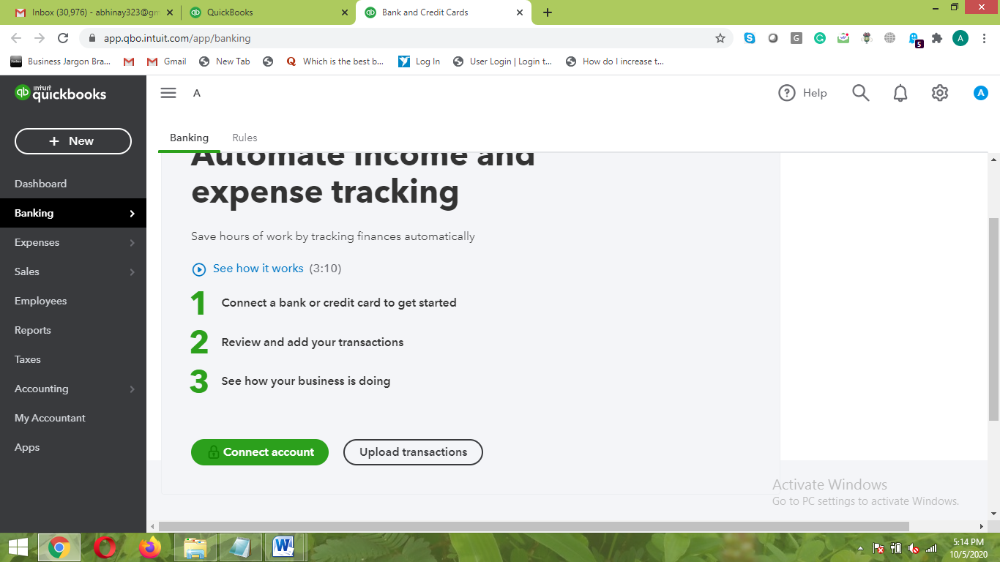 Inbox (30,976) - abhinay323@gm
QuickBooks
Bank and Credit Cards
app.qbo.intuit.com/app/banking
5
A
Business Jargon Bra...
Gmail
New Tab
Which is the best b...
Log In
User Login | Login t...
How do I increase t...
intuit
quickbooks
A
Help
A
+ New
Banking
Rules
Dashboard
Banking
Expenses
Sales
Employees
Reports
Taxes
Accounting
My Accountant
Apps
Automate income and
expense tracking
Save hours of work by tracking finances automatically
See how it works (3:10)
1 Connect a bank or credit card to get started
2 Review and add your transactions
3 See how your business is doing
Connect account
Upload transactions
Activate Windows
Go to PC settings to activate Windows.
5:14 PM
10/5/2020